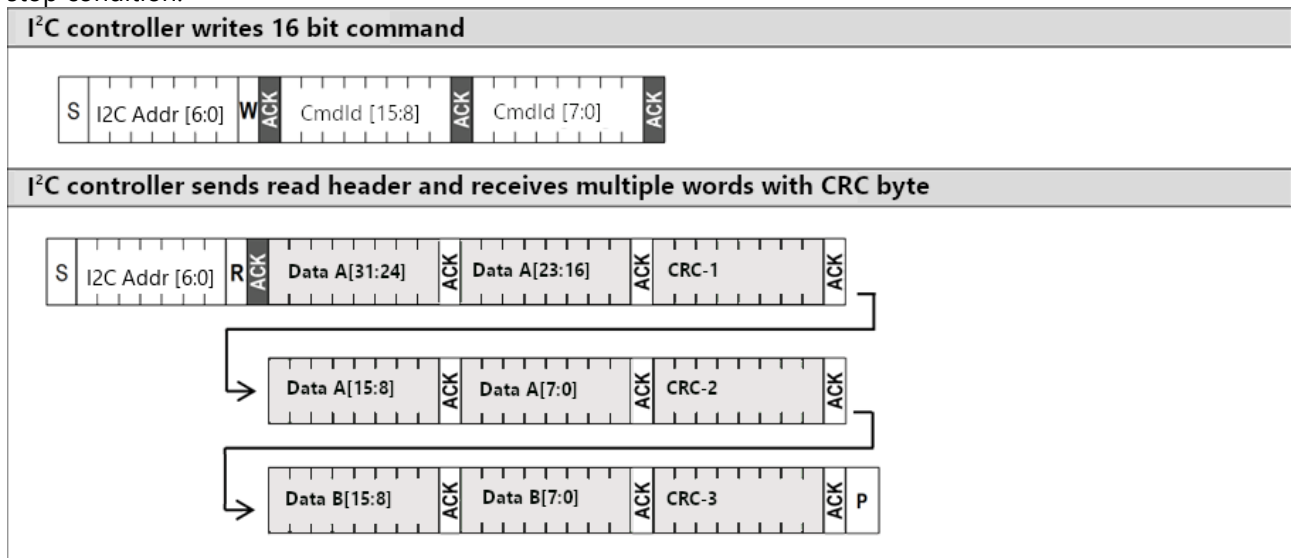 stop condition.
I²C controller writes 16 bit command
S I2C Addr [6:0] W ACK CmdId [15:8] ACK CmdId [7:0] ACK
I²C controller sends read header and receives multiple words with CRC byte
S I2C Addr [6:0] R ACK Data A[31:24] ACK Data A[23:16] ACK CRC-1 ACK
Data A[15:8] ACK Data A[7:0] ACK CRC-2 ACK
Data B[15:8] ACK Data B[7:0] ACK CRC-3 ACK P